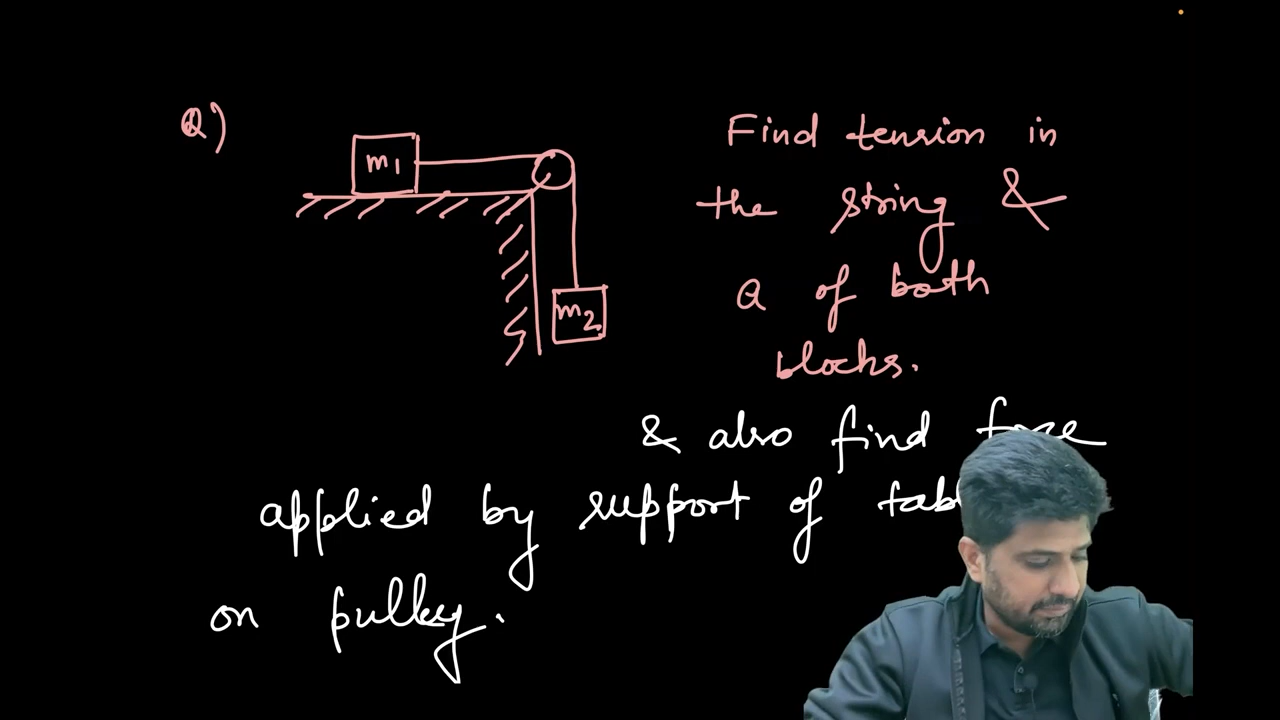 Q)
m1
m2
Find tension in
the string &
a of both
blocks.
& also find force
applied by support of
on pulley.